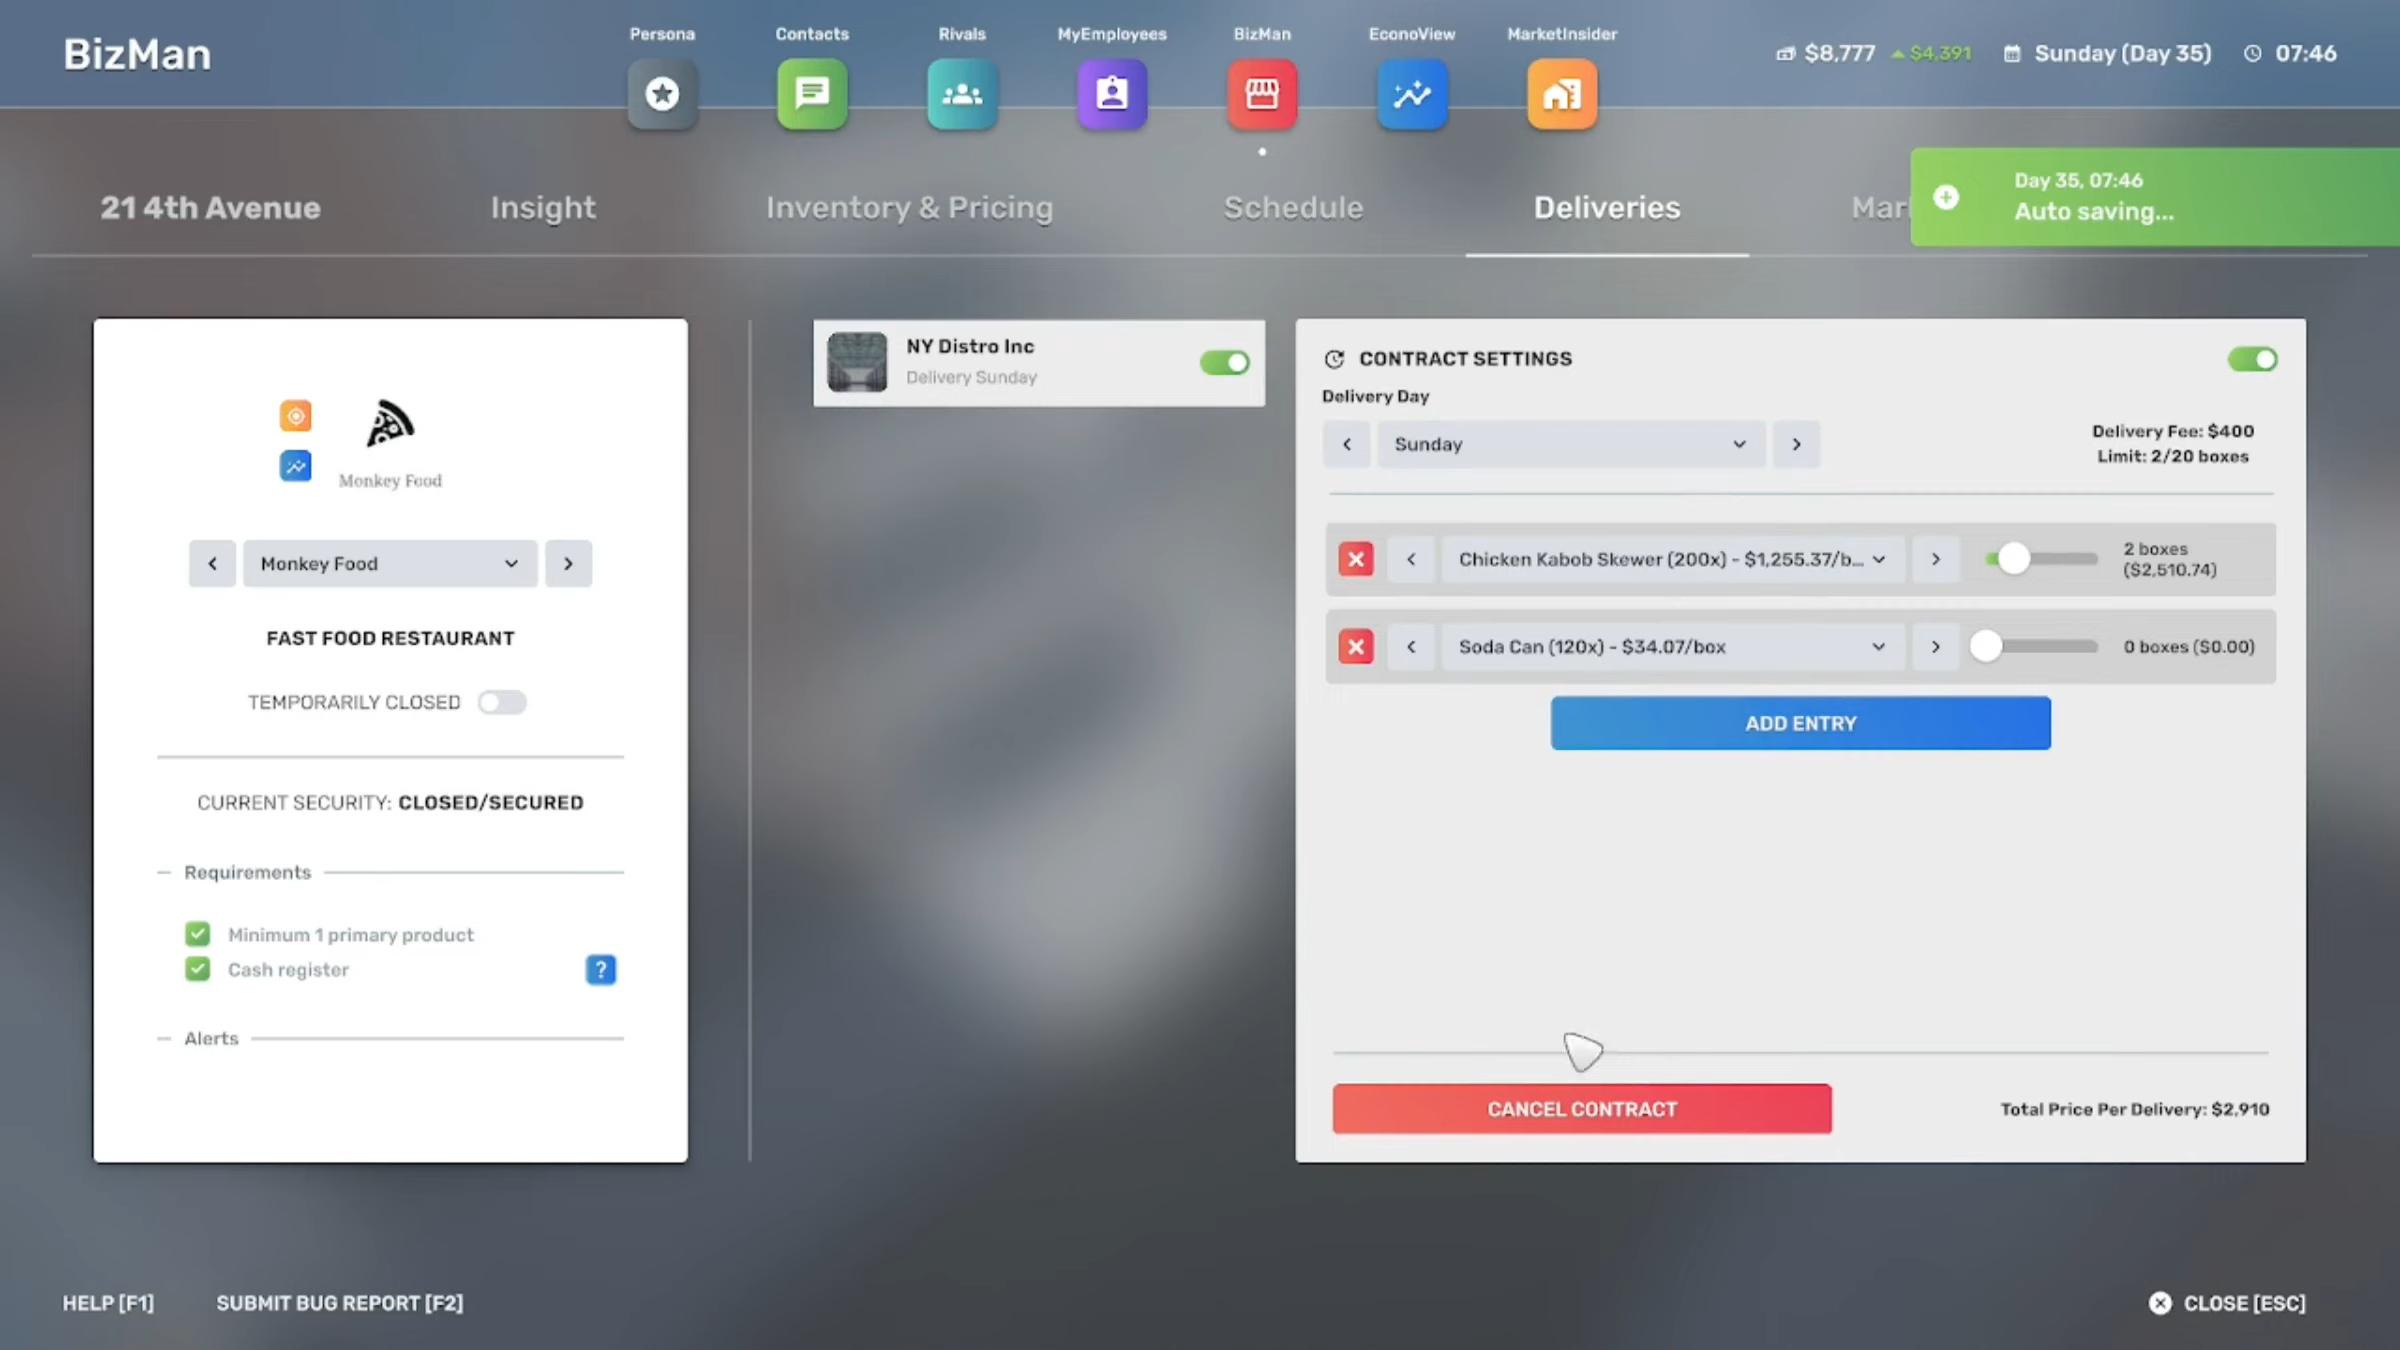 BizMan
Persona
Contacts
Rivals
MyEmployees
BizMan
EconoView
MarketInsider
$8,777
$4,391
Sunday (Day 35)
07:46
21 4th Avenue
Insight
Inventory & Pricing
Schedule
Deliveries
Mar
Day 35, 07:46
Auto saving...
Monkey Food
Monkey Food
FAST FOOD RESTAURANT
TEMPORARILY CLOSED
CURRENT SECURITY: CLOSED/SECURED
Requirements
Minimum 1 primary product
Cash register
?
Alerts
NY Distro Inc
Delivery Sunday
CONTRACT SETTINGS
Delivery Day
Sunday
Delivery Fee: $400
Limit: 2/20 boxes
Chicken Kabob Skewer (200x) - $1,255.37/b...
2 boxes
($2,510.74)
Soda Can (120x) - $34.07/box
0 boxes ($0.00)
ADD ENTRY
CANCEL CONTRACT
Total Price Per Delivery: $2,910
HELP [F1]
SUBMIT BUG REPORT [F2]
CLOSE [ESC]